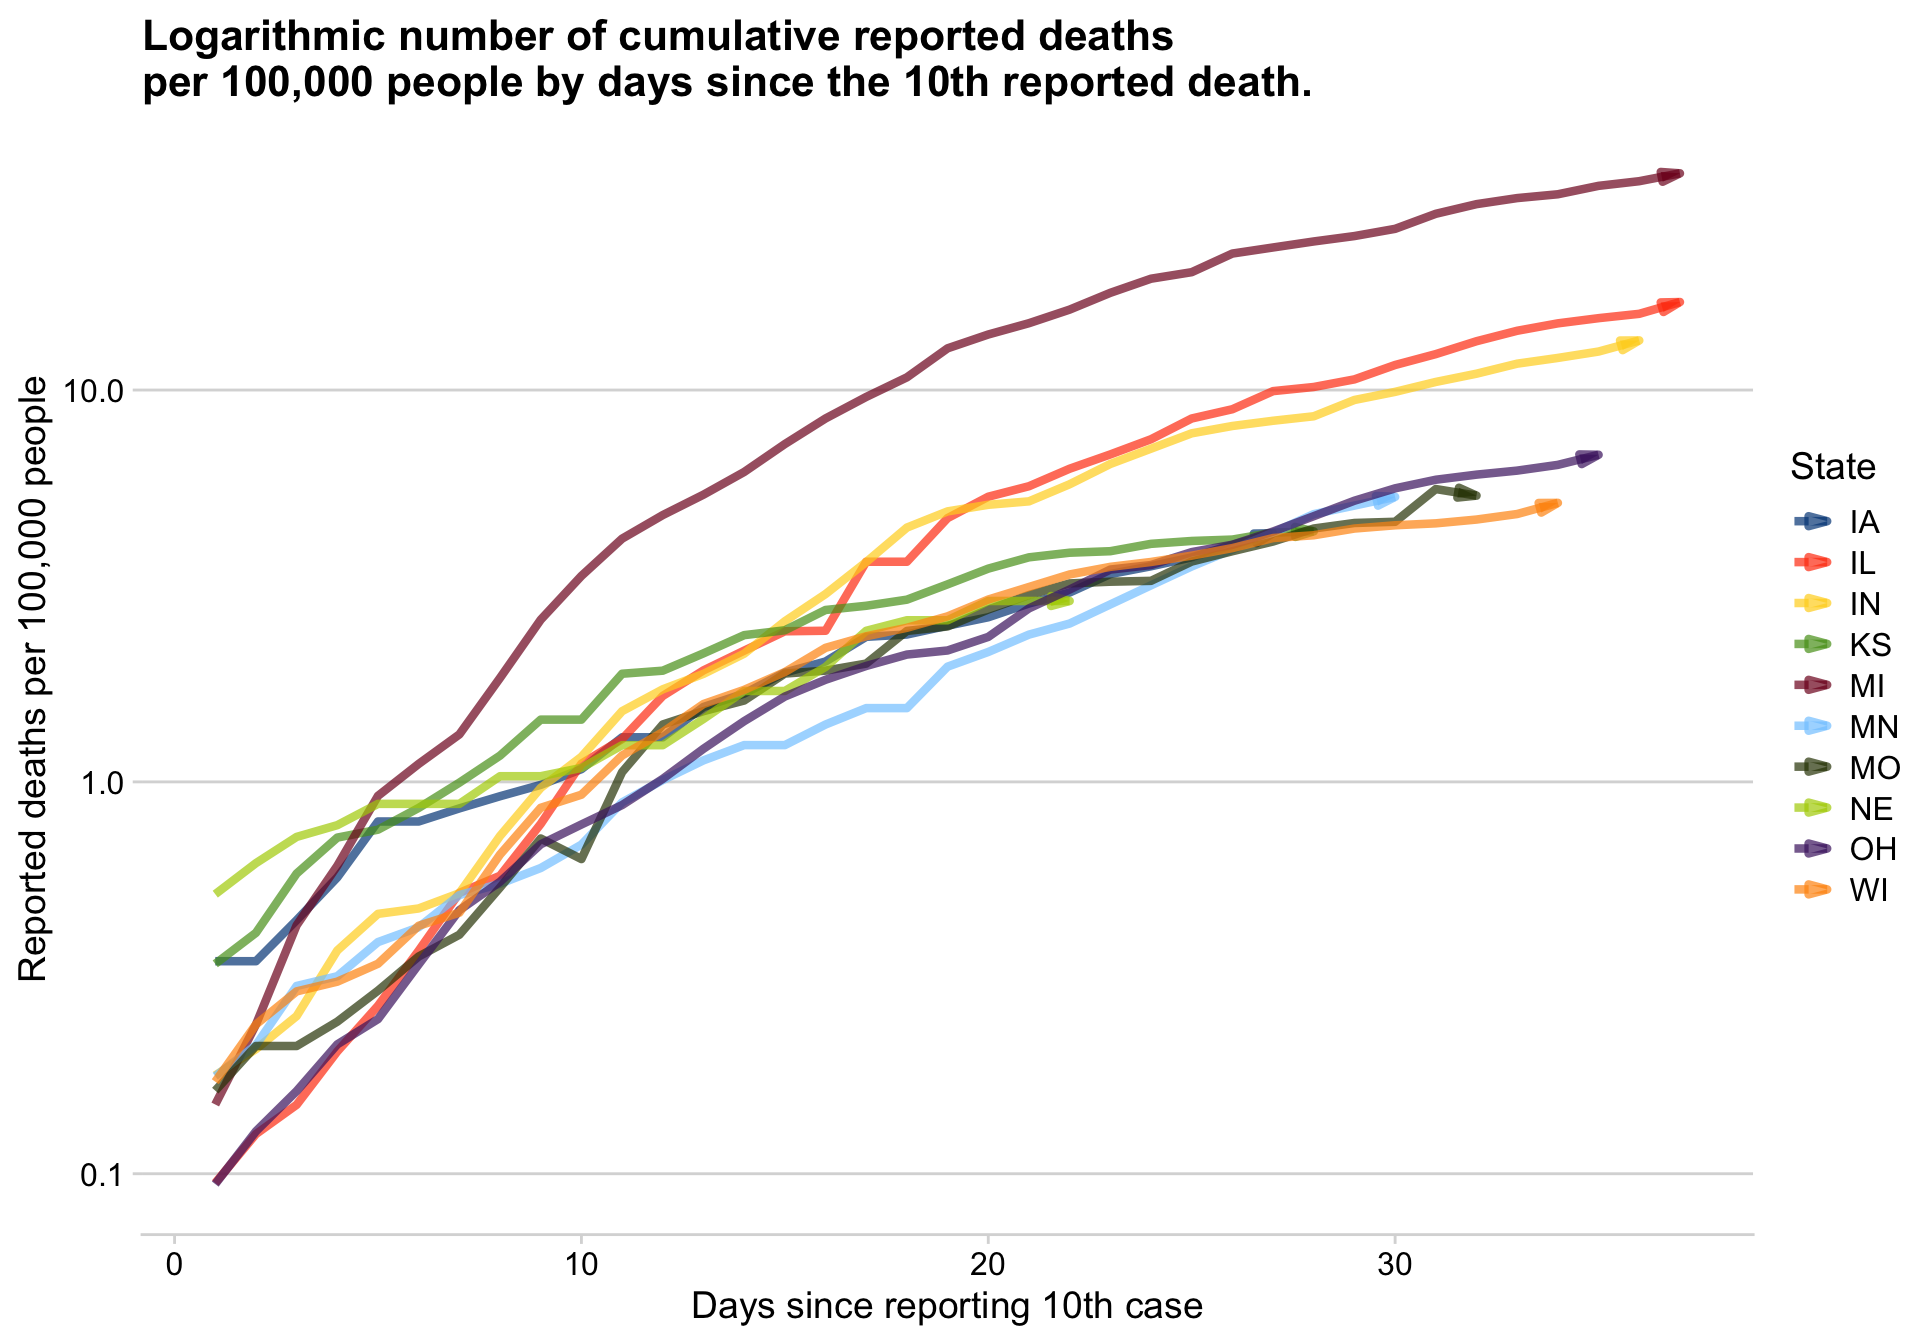 Logarithmic number of cumulative reported deaths
per 100,000 people by days since the 10th reported death.
Reported deaths per 100,000 people
10.0
1.0
0.1
0
10
20
30
Days since reporting 10th case
State
IA
IL
IN
KS
MI
MN
MO
NE
OH
WI